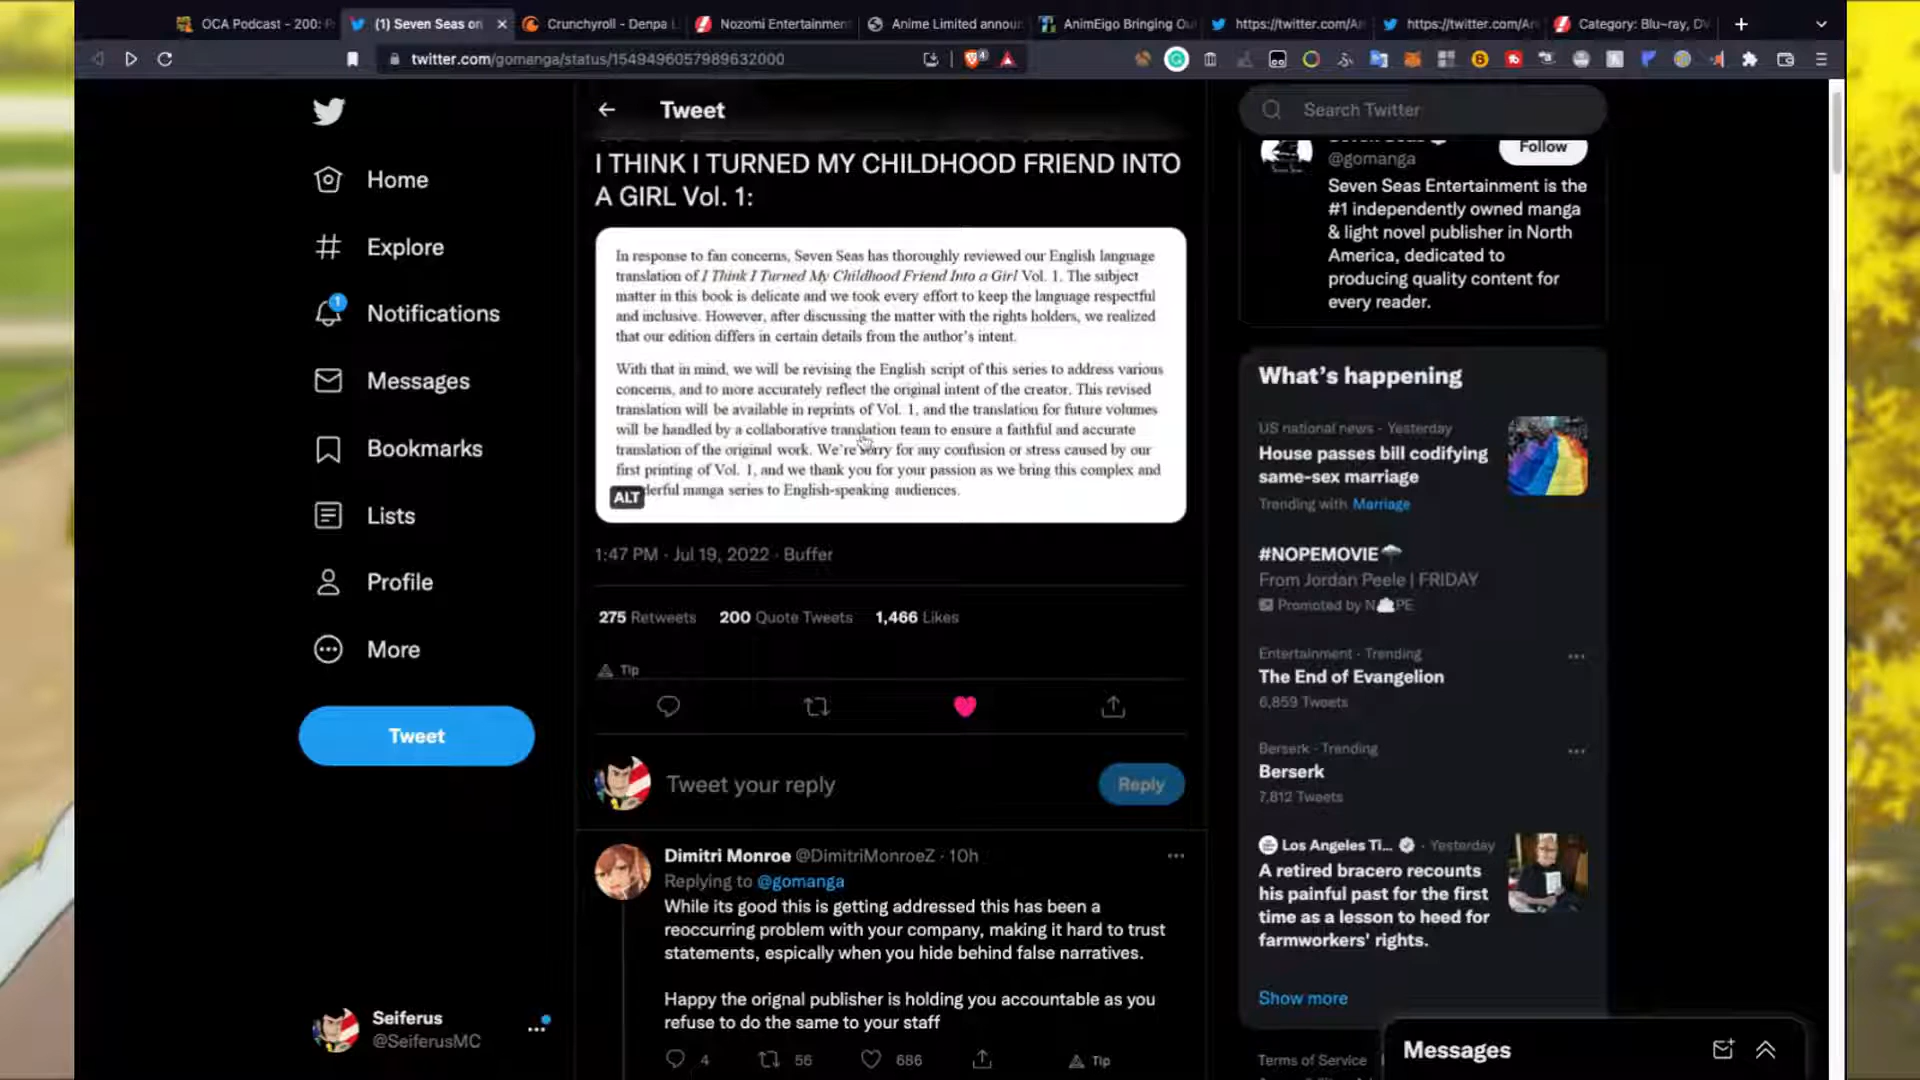 OCA Podcast - 200: P
(1) Seven Seas on
Crunchyroll - Denpa
Nozomi Entertainmen
Anime Limited annou
AnimEigo Bringing Ou
https://twitter.com/An
https://twitter.com/An
Category: Blu-ray, DV
twitter.com/gomanga/status/1549496057989632000
Home
Explore
1
Notifications
Messages
Bookmarks
Lists
Profile
More
Tweet
Seiferus
@SeiferusMC
Tweet
I THINK I TURNED MY CHILDHOOD FRIEND INTO
A GIRL Vol. 1:
In response to fan concerns, Seven Seas has thoroughly reviewed our English language
translation of I Think I Turned My Childhood Friend Into a Girl Vol. 1. The subject
matter in this book is delicate and we took every effort to keep the language respectful
and inclusive. However, after discussing the matter with the rights holders, we realized
that our edition differs in certain details from the author's intent.
With that in mind, we will be revising the English script of this series to address various
concerns, and to more accurately reflect the original intent of the creator. This revised
translation will be available in reprints of Vol. 1, and the translation for future volumes
will be handled by a collaborative translation team to ensure a faithful and accurate
translation of the original work. We're sorry for any confusion or stress caused by our
first printing of Vol. 1, and we thank you for your passion as we bring this complex and
derful manga series to English-speaking audiences.
ALT
1:47 PM · Jul 19, 2022 · Buffer
275 Retweets 200 Quote Tweets 1,466 Likes
Tip
Tweet your reply
Reply
Dimitri Monroe @DimitriMonroeZ · 10h
Replying to @gomanga
While its good this is getting addressed this has been a
reoccurring problem with your company, making it hard to trust
statements, espically when you hide behind false narratives.
Happy the orignal publisher is holding you accountable as you
refuse to do the same to your staff
4 56 686 Tip
Search Twitter
@gomanga
Follow
Seven Seas Entertainment is the
#1 independently owned manga
& light novel publisher in North
America, dedicated to
producing quality content for
every reader.
What's happening
US national news · Yesterday
House passes bill codifying
same-sex marriage
Trending with Marriage
#NOPEMOVIE
From Jordan Peele | FRIDAY
Promoted by N PE
Entertainment · Trending
The End of Evangelion
6,859 Tweets
Berserk · Trending
Berserk
7,812 Tweets
Los Angeles Ti... · Yesterday
A retired bracero recounts
his painful past for the first
time as a lesson to heed for
farmworkers' rights.
Show more
Terms of Service
Messages